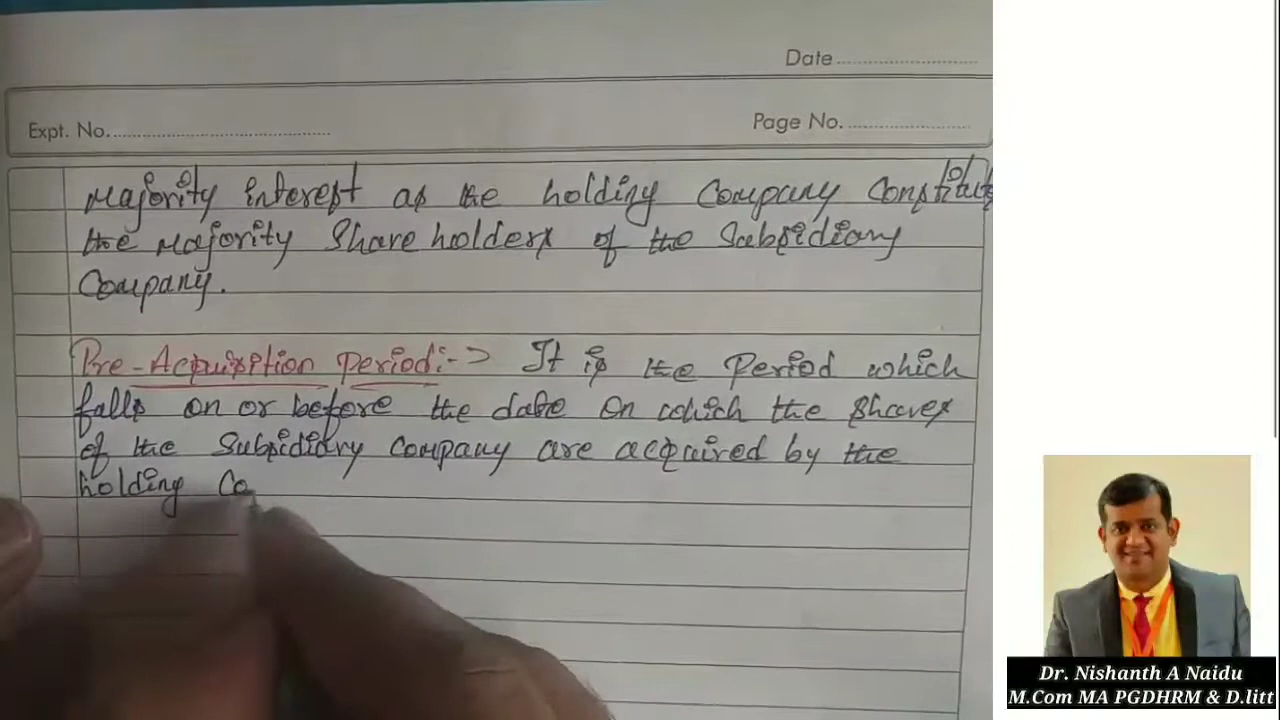 Date
Expt. No.
Page No.
Majority interest as the holding Company Constitute
the Majority Share holders of the Subsidiary
Company.
Pre-Acquisition Period:-> It is the Period which
falls on or before the date on which the Shares
of the Subsidiary Company are acquired by the
holding Co
Dr. Nishanth A Naidu
M.Com MA PGDHRM & D.litt